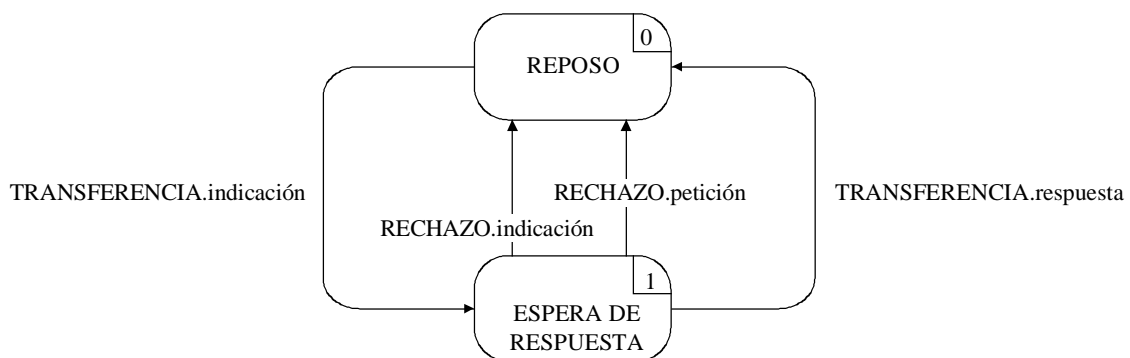 0
REPOSO
TRANSFERENCIA.indicación
RECHAZO.petición
TRANSFERENCIA.respuesta
RECHAZO.indicación
1
ESPERA DE
RESPUESTA